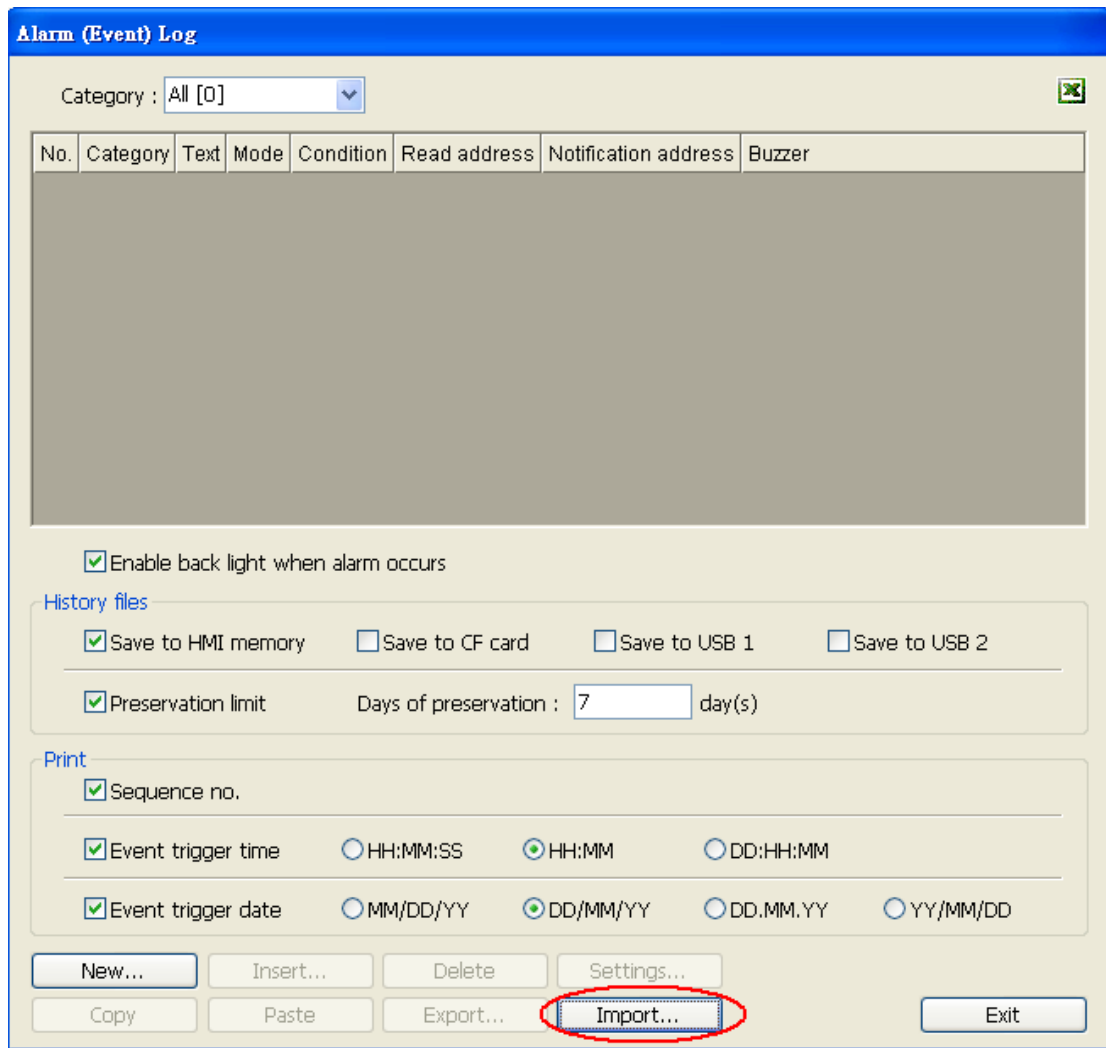 Alarm (Event) Log
Category : All [0]
No. Category Text Mode Condition Read address Notification address Buzzer
Enable back light when alarm occurs
History files
Save to HMI memory Save to CF card Save to USB 1 Save to USB 2
Preservation limit Days of preservation : 7 day(s)
Print
Sequence no.
Event trigger time HH:MM:SS HH:MM DD:HH:MM
Event trigger date MM/DD/YY DD/MM/YY DD.MM.YY YY/MM/DD
New... Insert... Delete Settings...
Copy Paste Export... Import... Exit